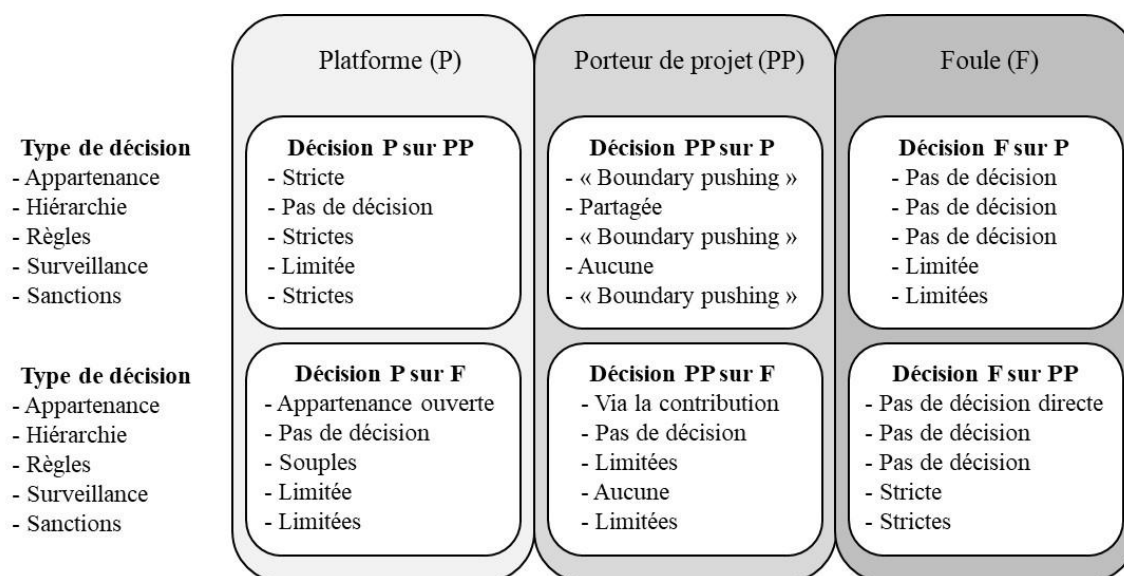 Platforme (P)
Porteur de projet (PP)
Foule (F)
Type de décision
- Appartenance
- Hiérarchie
- Règles
- Surveillance
- Sanctions
Décision P sur PP
- Stricte
- Pas de décision
- Strictes
- Limitée
- Strictes
Décision PP sur P
- « Boundary pushing »
- Partagée
- « Boundary pushing »
- Aucune
- « Boundary pushing »
Décision F sur P
- Pas de décision
- Pas de décision
- Pas de décision
- Limitée
- Limitées
Type de décision
- Appartenance
- Hiérarchie
- Règles
- Surveillance
- Sanctions
Décision P sur F
- Appartenance ouverte
- Pas de décision
- Souples
- Limitée
- Limitées
Décision PP sur F
- Via la contribution
- Pas de décision
- Limitées
- Aucune
- Limitées
Décision F sur PP
- Pas de décision directe
- Pas de décision
- Pas de décision
- Stricte
- Strictes